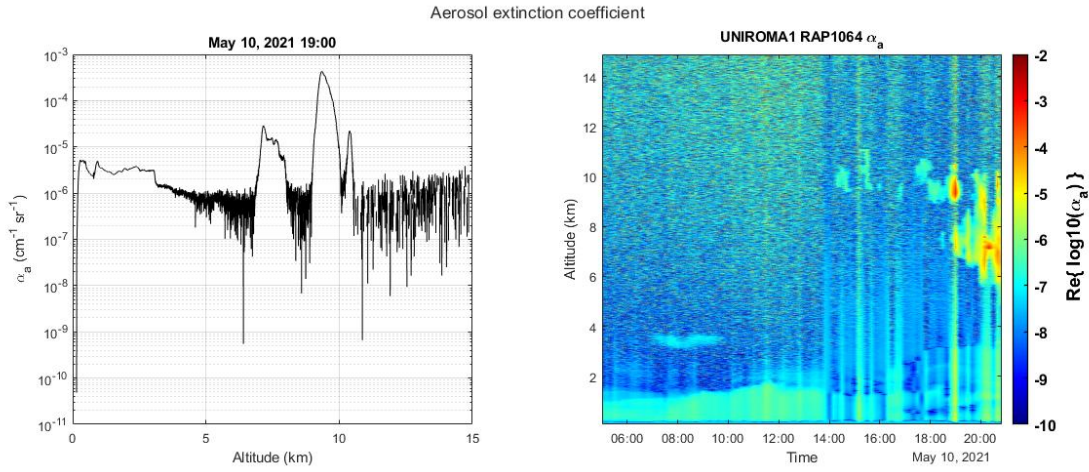 Aerosol extinction coefficient
May 10, 2021 19:00
10⁻³
10⁻⁴
10⁻⁵
10⁻⁶
10⁻⁷
10⁻⁸
10⁻⁹
10⁻¹⁰
10⁻¹¹
αₐ (cm⁻¹ sr⁻¹)
0 5 10 15
Altitude (km)
UNIROMA1 RAP1064 αₐ
14
12
10
8
6
4
2
Altitude (km)
06:00 08:00 10:00 12:00 14:00 16:00 18:00 20:00
Time
May 10, 2021
-2
-3
-4
-5
-6
-7
-8
-9
-10
Re{ log10(αₐ) }